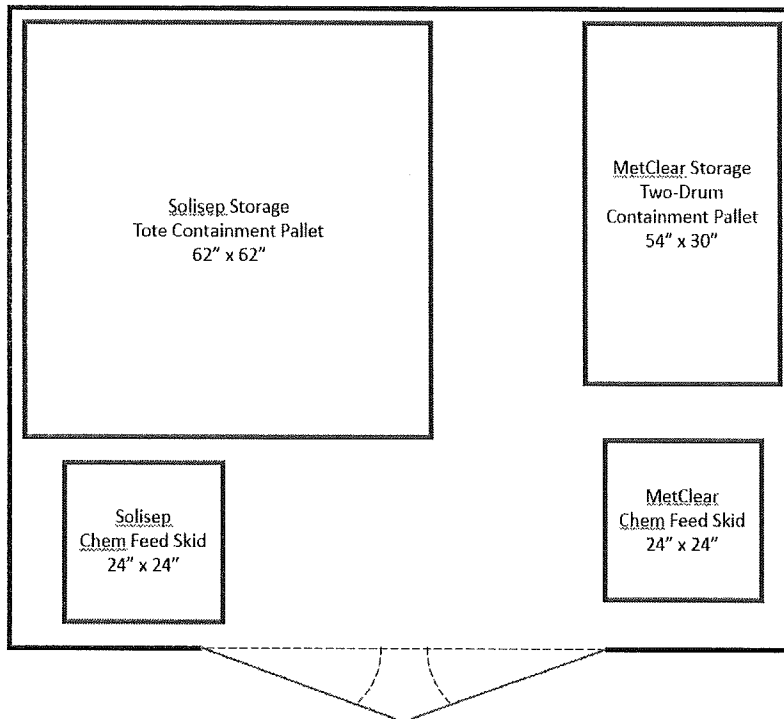 Solisep Storage
Tote Containment Pallet
62” x 62”
MetClear Storage
Two-Drum
Containment Pallet
54” x 30”
Solisep
Chem Feed Skid
24” x 24”
MetClear
Chem Feed Skid
24” x 24”